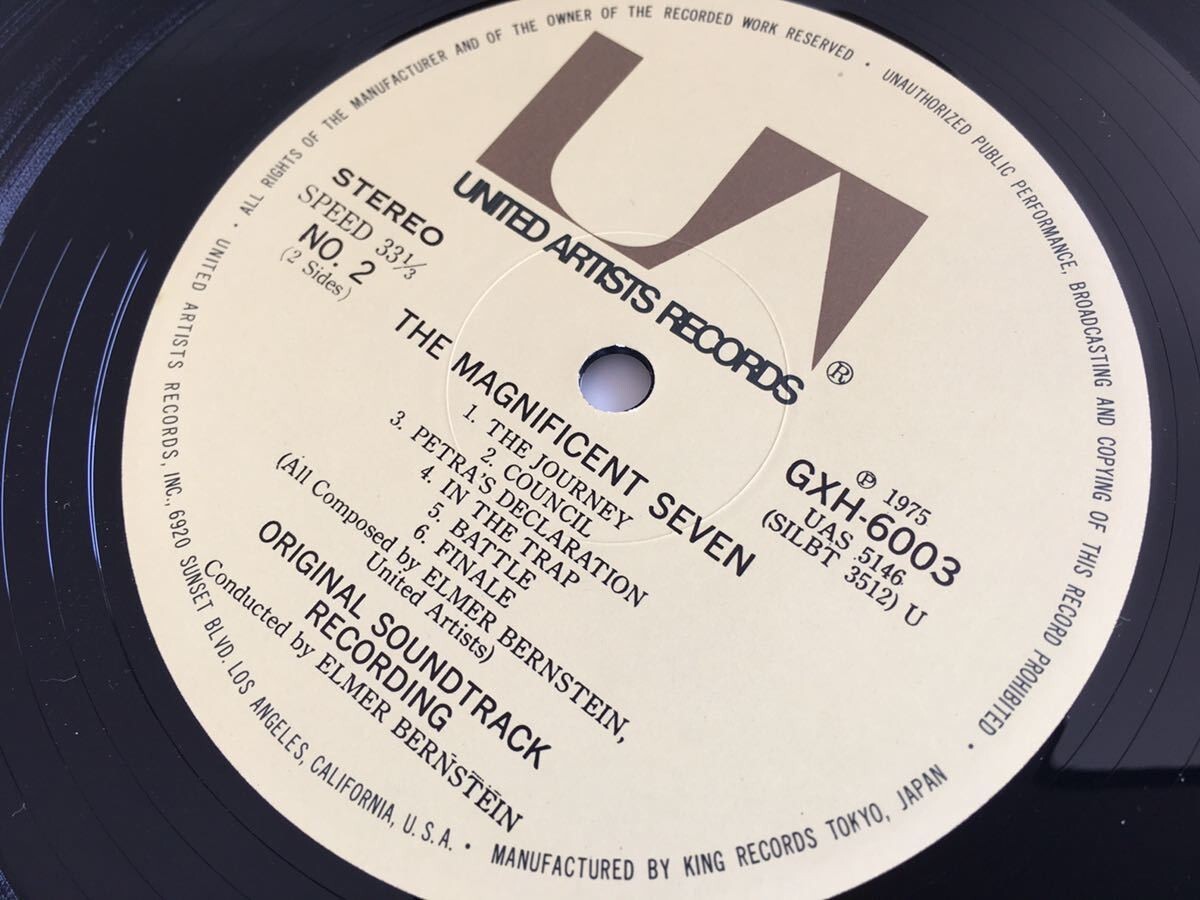 UNITED ARTISTS RECORDS
®
STEREO
SPEED 33⅓
NO. 2
(2 Sides)
℗ 1975
GXH-6003
UAS 5146
(SILBT 3512) U
THE MAGNIFICENT SEVEN
1. THE JOURNEY
2. COUNCIL
3. PETRA'S DECLARATION
4. IN THE TRAP
5. BATTLE
6. FINALE
(All Composed by ELMER BERNSTEIN,
United Artists)
ORIGINAL SOUNDTRACK
RECORDING
Conducted by ELMER BERNSTEIN
· ALL RIGHTS OF THE MANUFACTURER AND OF THE OWNER OF THE RECORDED WORK RESERVED · UNAUTHORIZED PUBLIC PERFORMANCE, BROADCASTING AND COPYING OF THIS RECORD PROHIBITED ·
UNITED ARTISTS RECORDS, INC., 6920 SUNSET BLVD. LOS ANGELES, CALIFORNIA, U.S.A. · MANUFACTURED BY KING RECORDS TOKYO, JAPAN